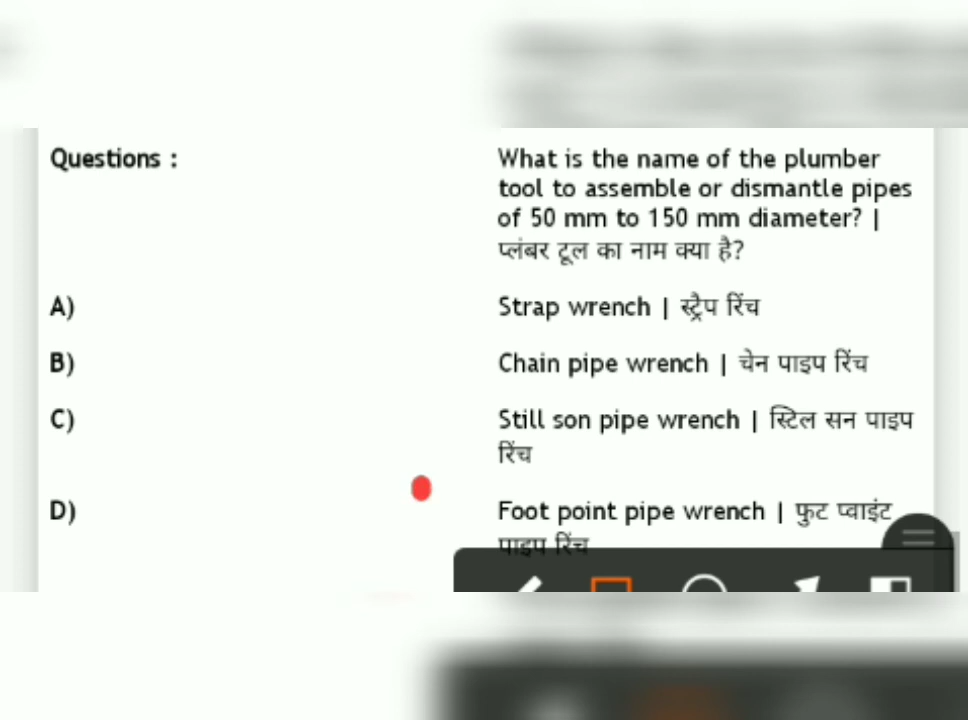 Questions :
What is the name of the plumber
tool to assemble or dismantle pipes
of 50 mm to 150 mm diameter? |
प्लंबर टूल का नाम क्या है?
A)
Strap wrench | स्ट्रैप रिंच
B)
Chain pipe wrench | चेन पाइप रिंच
C)
Still son pipe wrench | स्टिल सन पाइप
रिंच
D)
Foot point pipe wrench | फुट प्वाइंट
पाइप रिंच